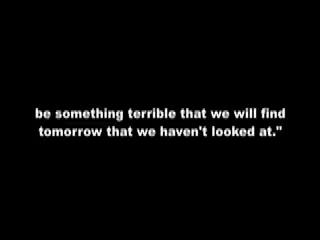 be something terrible that we will find
tomorrow that we haven't looked at."